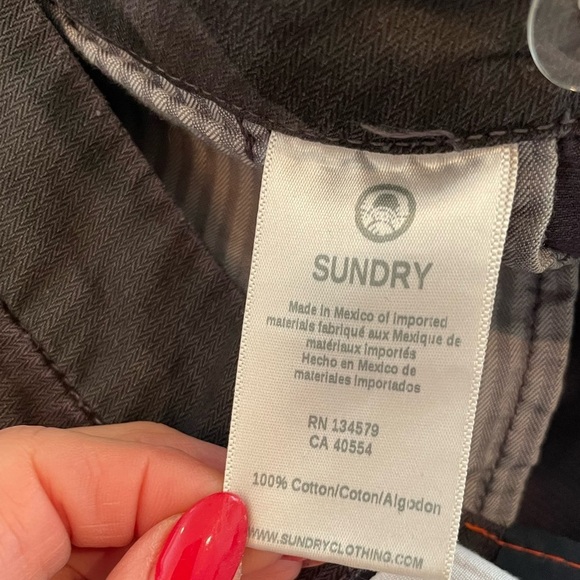 SUNDRY
Made in Mexico of Imported
materials fabriqué aux Mexique de
matériaux Importés
Hecho en Mexico de
materiales Importados
RN 134579
CA 40554
100% Cotton/Coton/Algodon
WWW.SUNDRYCLOTHING.COM